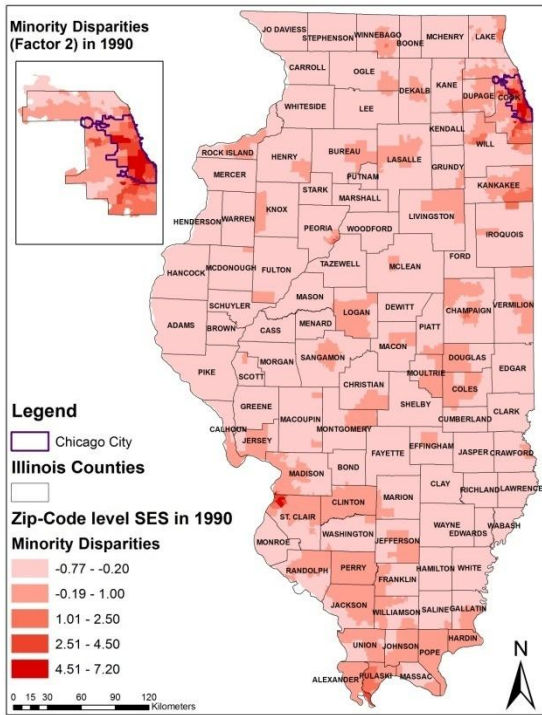 Minority Disparities
(Factor 2) in 1990
JO DAVIESS
STEPHENSON
WINNEBAGO
BOONE
MCHENRY
LAKE
CARROLL
OGLE
DEKALB
KANE
DUPAGE
COOK
WHITESIDE
LEE
KENDALL
WILL
ROCK ISLAND
HENRY
BUREAU
LASALLE
GRUNDY
MERCER
PUTNAM
KANKAKEE
STARK
MARSHALL
LIVINGSTON
HENDERSON
WARREN
KNOX
PEORIA
WOODFORD
IROQUOIS
FORD
HANCOCK
MCDONOUGH
FULTON
TAZEWELL
MCLEAN
MASON
SCHUYLER
LOGAN
DEWITT
CHAMPAIGN
VERMILION
ADAMS
BROWN
CASS
MENARD
PIATT
MACON
MORGAN
SANGAMON
DOUGLAS
PIKE
SCOTT
MOULTRIE
EDGAR
CHRISTIAN
COLES
GREENE
SHELBY
CUMBERLAND
CLARK
CALHOUN
MACOUPIN
MONTGOMERY
JERSEY
FAYETTE
EFFINGHAM
JASPER
CRAWFORD
MADISON
BOND
CLAY
RICHLAND
LAWRENCE
CLINTON
MARION
ST. CLAIR
WAYNE
EDWARDS
WABASH
MONROE
WASHINGTON
JEFFERSON
RANDOLPH
PERRY
HAMILTON
WHITE
FRANKLIN
JACKSON
WILLIAMSON
SALINE
GALLATIN
UNION
JOHNSON
POPE
HARDIN
ALEXANDER
PULASKI
MASSAC
Legend
Chicago City
Illinois Counties
Zip-Code level SES in 1990
Minority Disparities
-0.77 - -0.20
-0.19 - 1.00
1.01 - 2.50
2.51 - 4.50
4.51 - 7.20
0 15 30 60 90 120
Kilometers
N